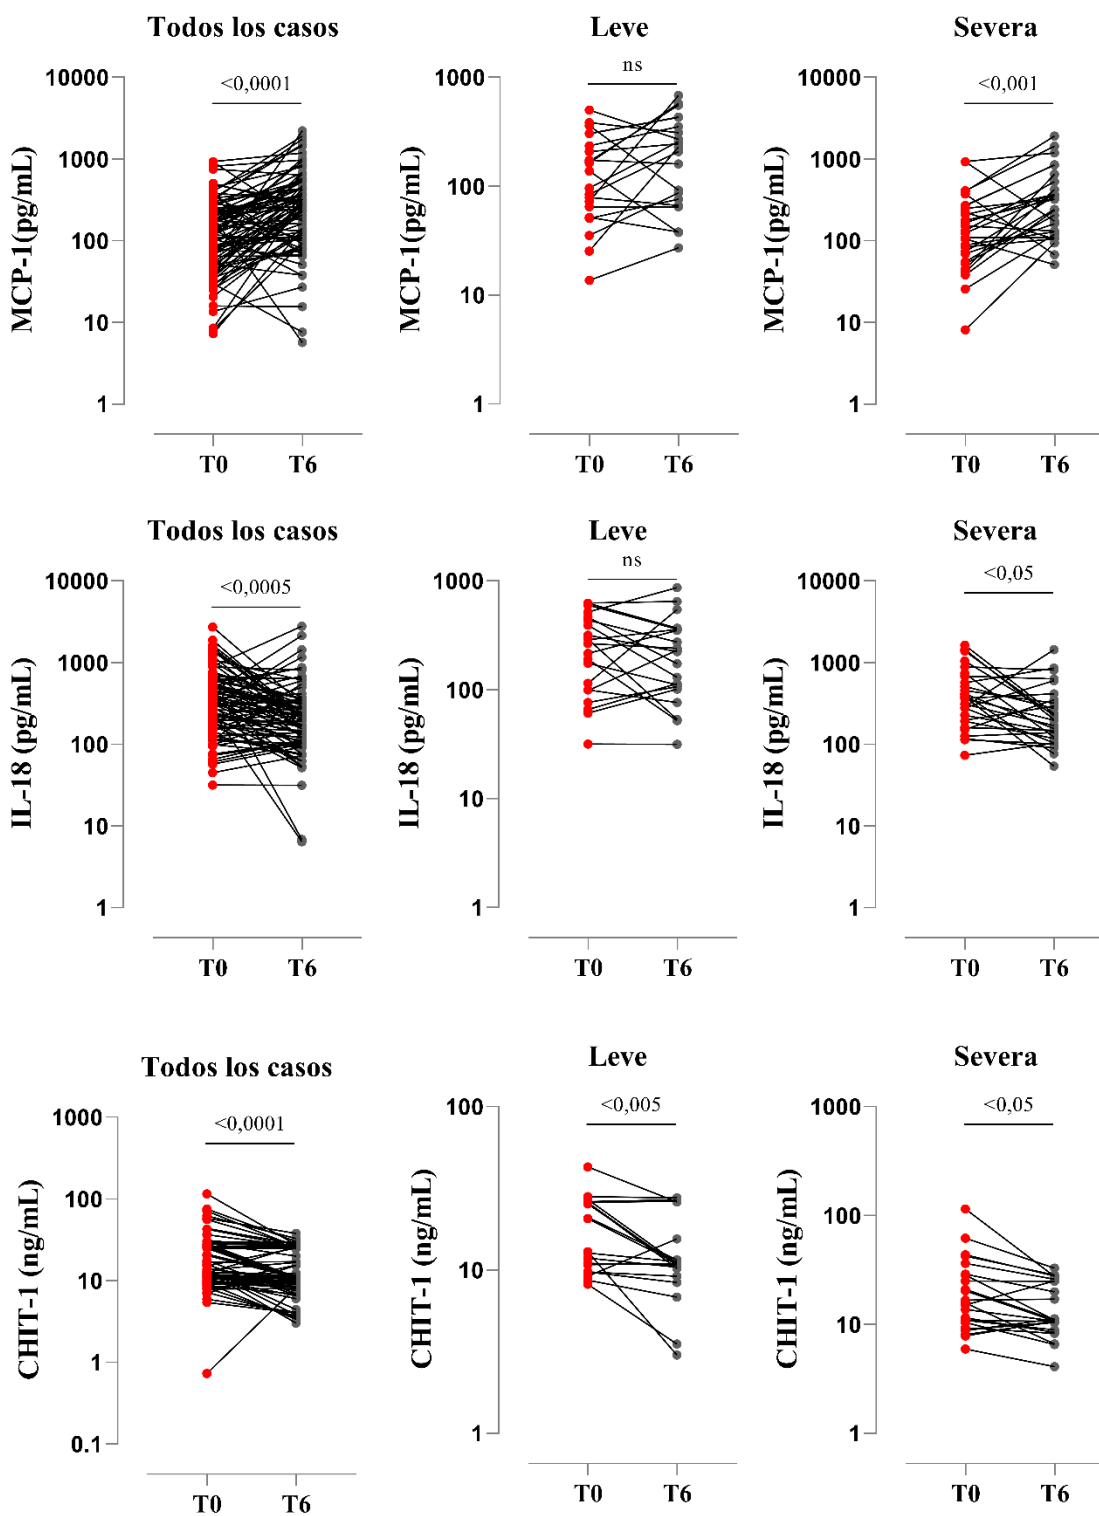 Todos los casos
<0,0001
MCP-1(pg/mL)
10000
1000
100
10
1
T0 T6
Leve
ns
MCP-1(pg/mL)
1000
100
10
1
T0 T6
Severa
<0,001
MCP-1(pg/mL)
10000
1000
100
10
1
T0 T6
Todos los casos
<0,0005
IL-18 (pg/mL)
10000
1000
100
10
1
T0 T6
Leve
ns
IL-18 (pg/mL)
1000
100
10
1
T0 T6
Severa
<0,05
IL-18 (pg/mL)
10000
1000
100
10
1
T0 T6
Todos los casos
<0,0001
CHIT-1 (ng/mL)
1000
100
10
1
0.1
T0 T6
Leve
<0,005
CHIT-1 (ng/mL)
100
10
1
T0 T6
Severa
<0,05
CHIT-1 (ng/mL)
1000
100
10
1
T0 T6